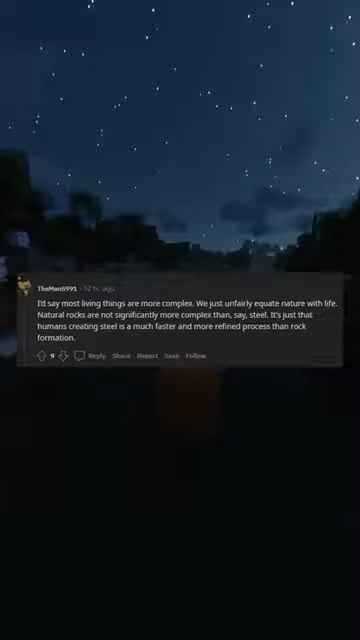 TheMan5991 · 12 hr. ago
I'd say most living things are more complex. We just unfairly equate nature with life.
Natural rocks are not significantly more complex than, say, steel. It's just that
humans creating steel is a much faster and more refined process than rock
formation.
9 Reply Share Report Save Follow